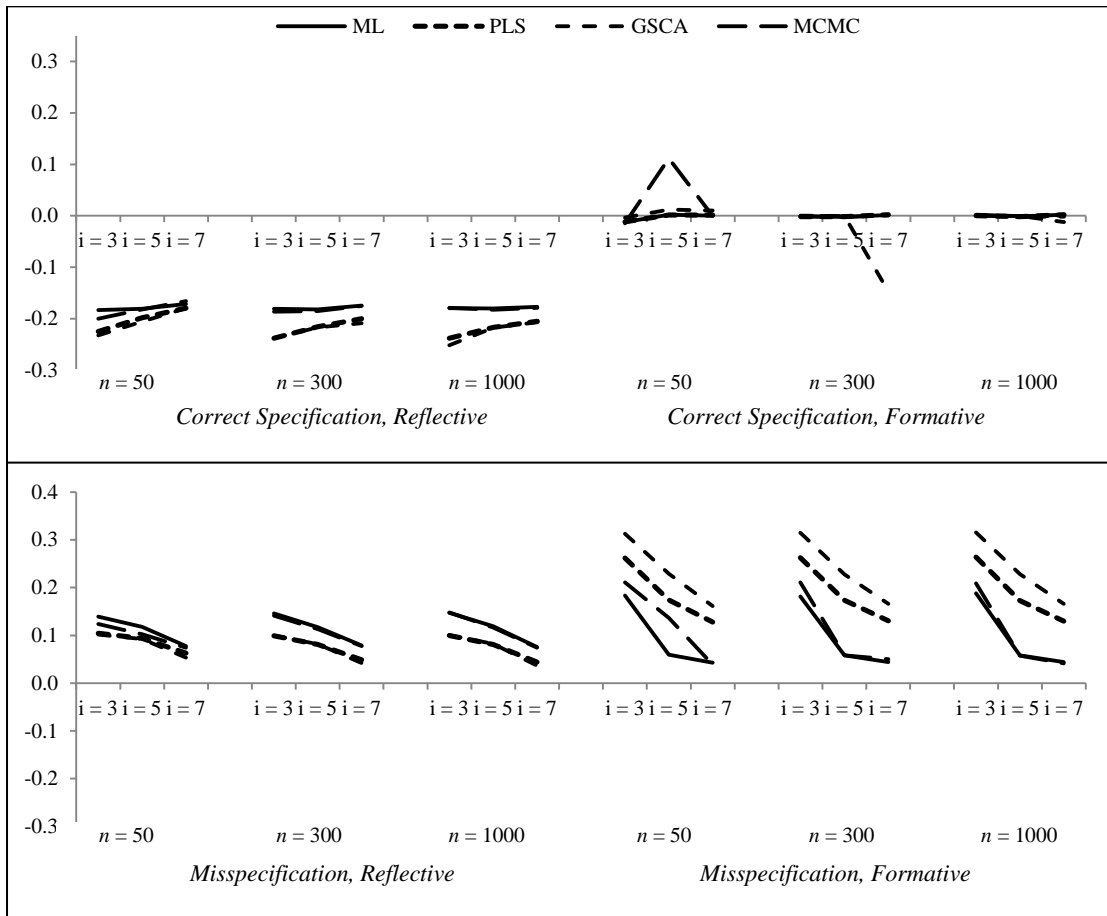 ML PLS GSCA MCMC
0.3
0.2
0.1
0.0
i = 3 i = 5 i = 7 i = 3 i = 5 i = 7 i = 3 i = 5 i = 7 i = 3 i = 5 i = 7 i = 3 i = 5 i = 7 i = 3 i = 5 i = 7
-0.1
-0.2
-0.3
n = 50 n = 300 n = 1000 n = 50 n = 300 n = 1000
Correct Specification, Reflective Correct Specification, Formative
0.4
0.3
0.2
0.1
0.0
i = 3 i = 5 i = 7 i = 3 i = 5 i = 7 i = 3 i = 5 i = 7 i = 3 i = 5 i = 7 i = 3 i = 5 i = 7 i = 3 i = 5 i = 7
-0.1
-0.2
-0.3
n = 50 n = 300 n = 1000 n = 50 n = 300 n = 1000
Misspecification, Reflective Misspecification, Formative